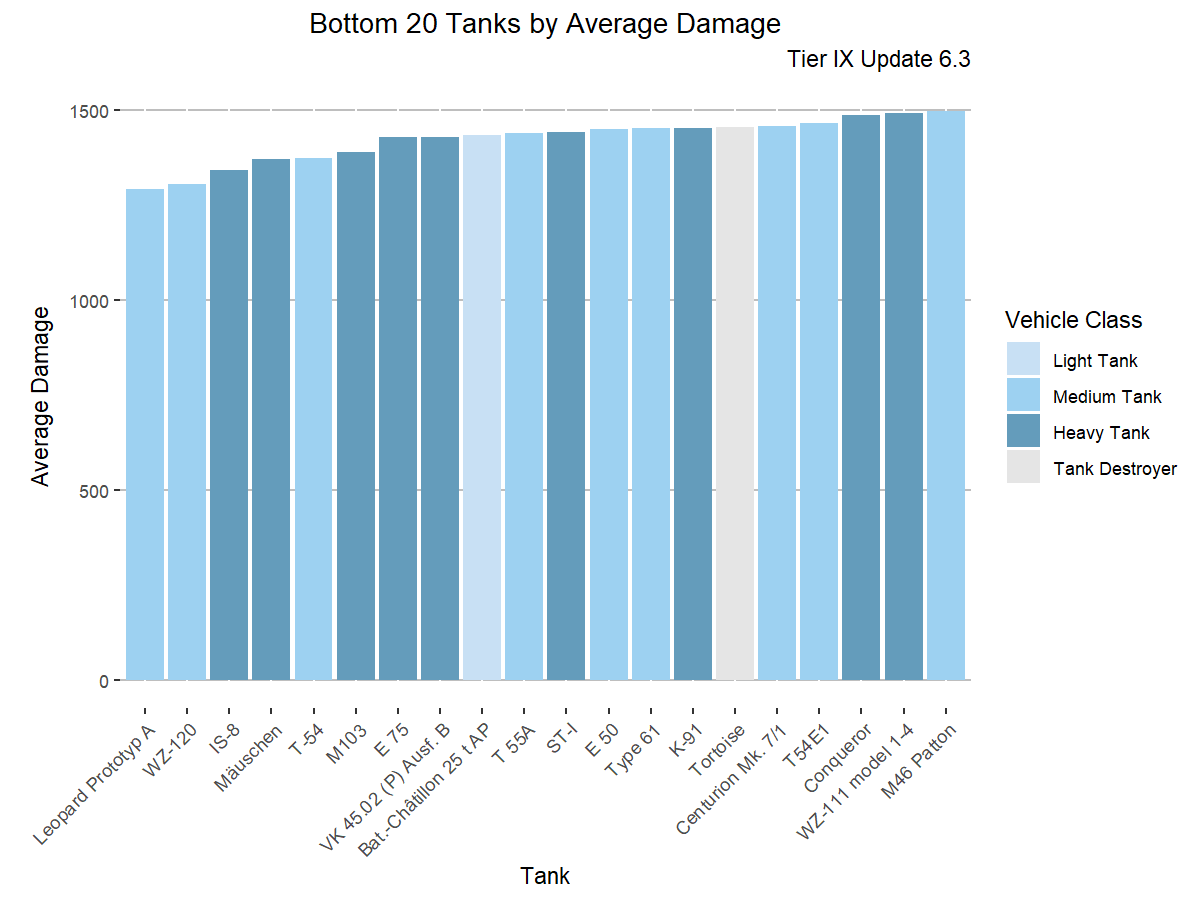 Bottom 20 Tanks by Average Damage
Tier IX Update 6.3
1500
1000
500
0
Average Damage
Leopard Prototyp A
WZ-120
IS-8
Mäuschen
T-54
M103
E 75
VK 45.02 (P) Ausf. B
Bat.-Châtillon 25 t AP
T 55A
ST-I
E 50
Type 61
K-91
Tortoise
Centurion Mk. 7/1
T54E1
Conqueror
WZ-111 model 1-4
M46 Patton
Tank
Vehicle Class
Light Tank
Medium Tank
Heavy Tank
Tank Destroyer